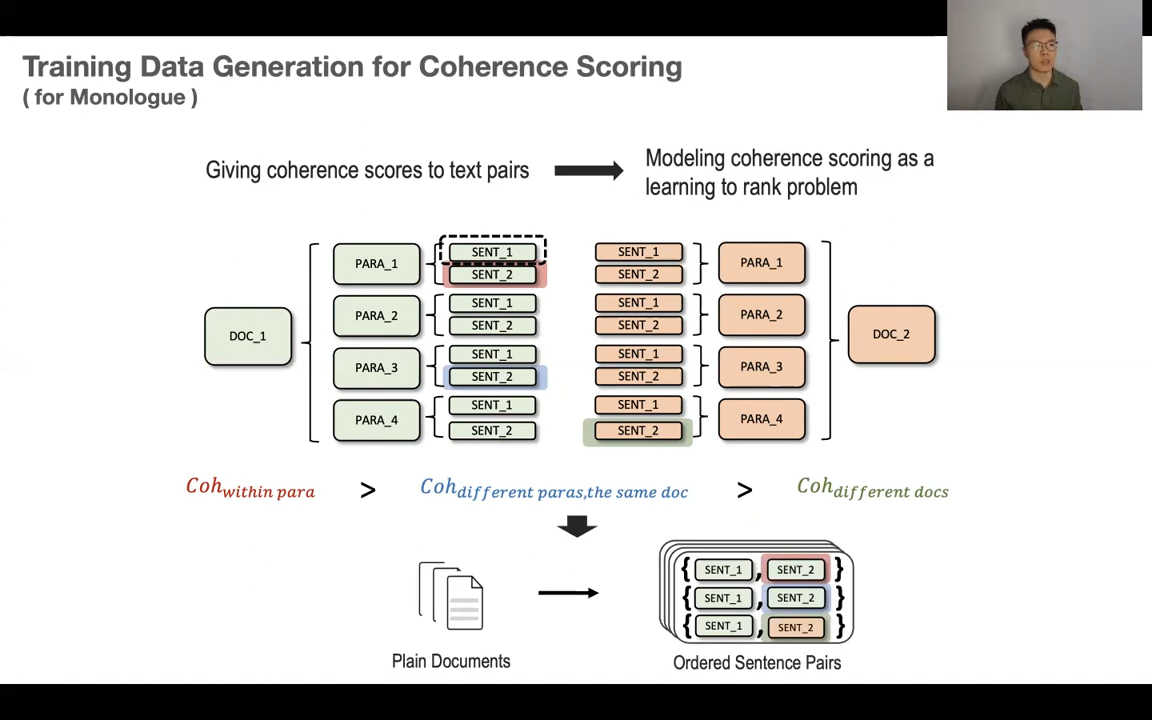 Training Data Generation for Coherence Scoring
( for Monologue )
Giving coherence scores to text pairs
Modeling coherence scoring as a
learning to rank problem
DOC_1
PARA_1
PARA_2
PARA_3
PARA_4
SENT_1
SENT_2
SENT_1
SENT_2
SENT_1
SENT_2
SENT_1
SENT_2
SENT_1
SENT_2
SENT_1
SENT_2
SENT_1
SENT_2
SENT_1
SENT_2
PARA_1
PARA_2
PARA_3
PARA_4
DOC_2
Coh within para > Coh different paras,the same doc > Coh different docs
{ SENT_1 , SENT_2 }
{ SENT_1 , SENT_2 }
{ SENT_1 , SENT_2 }
Plain Documents
Ordered Sentence Pairs